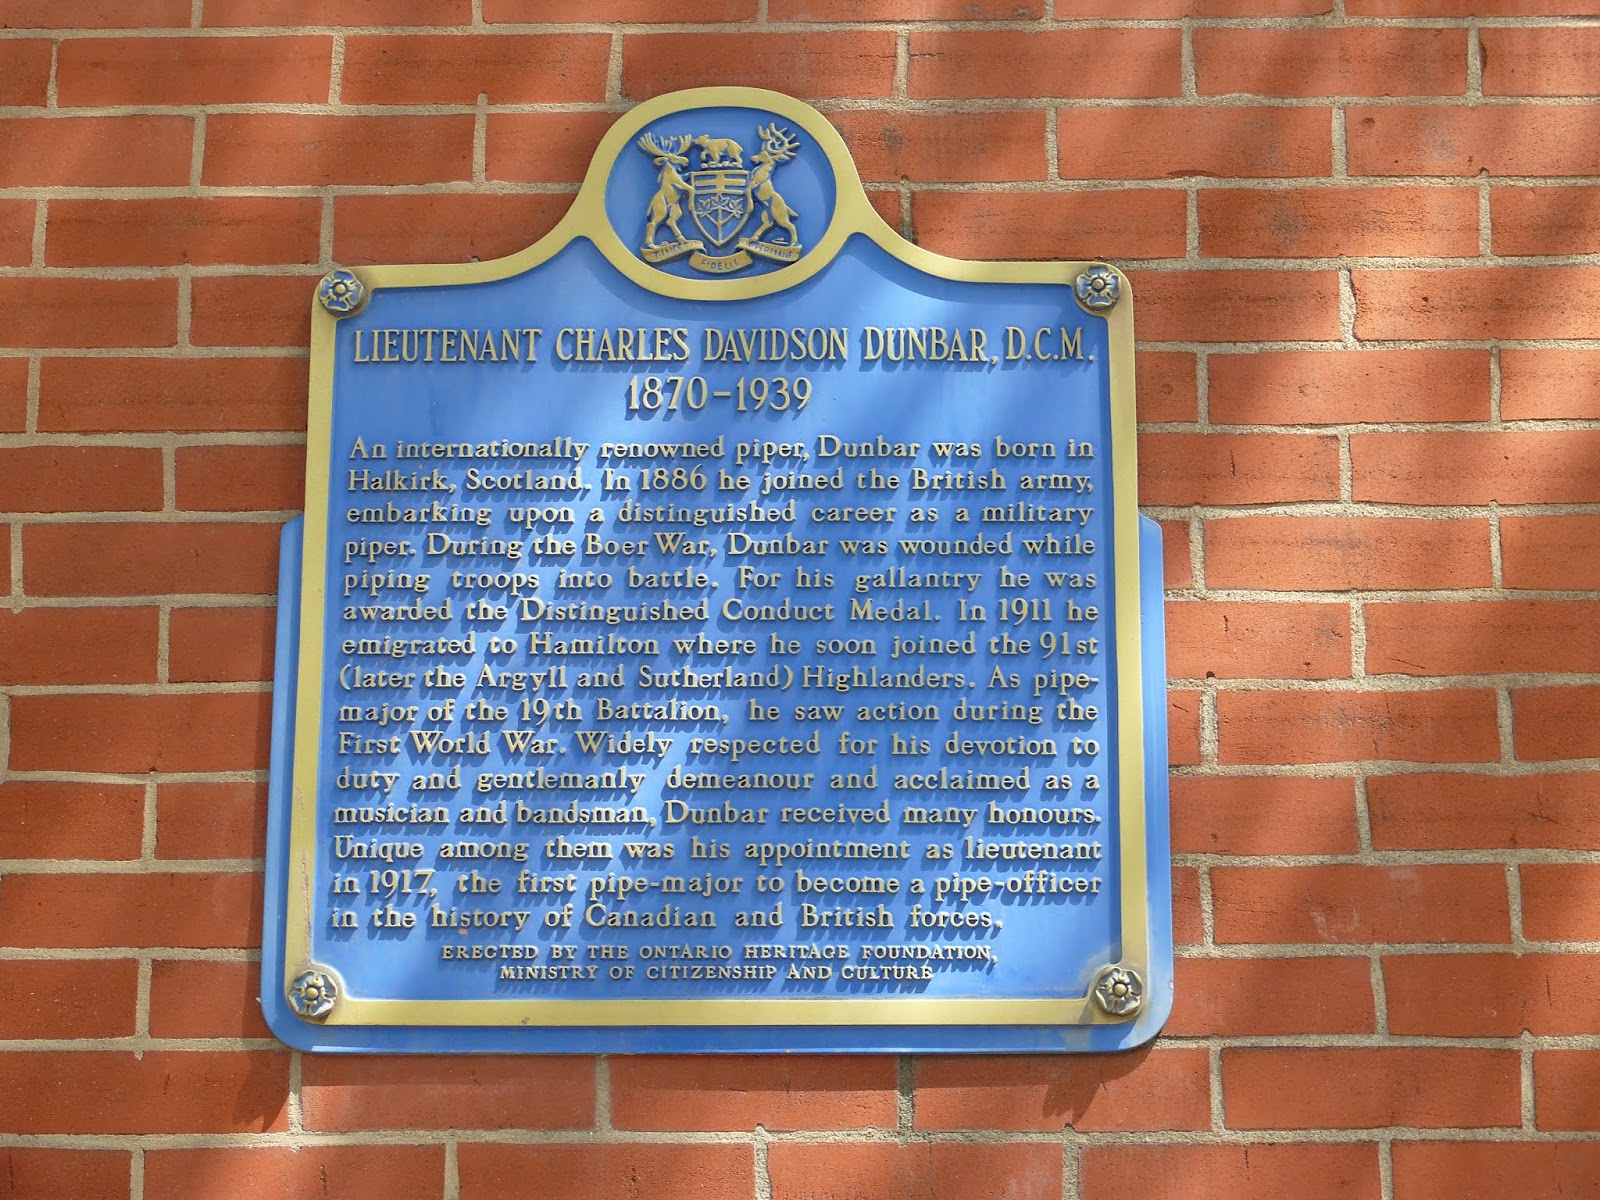 LIEUTENANT CHARLES DAVIDSON DUNBAR, D.C.M.
1870-1939
An internationally renowned piper, Dunbar was born in
Halkirk, Scotland. In 1886 he joined the British army,
embarking upon a distinguished career as a military
piper. During the Boer War, Dunbar was wounded while
piping troops into battle. For his gallantry he was
awarded the Distinguished Conduct Medal. In 1911 he
emigrated to Hamilton where he soon joined the 91st
(later the Argyll and Sutherland) Highlanders. As pipe-
major of the 19th Battalion, he saw action during the
First World War. Widely respected for his devotion to
duty and gentlemanly demeanour and acclaimed as a
musician and bandsman, Dunbar received many honours.
Unique among them was his appointment as lieutenant
in 1917, the first pipe-major to become a pipe-officer
in the history of Canadian and British forces.
ERECTED BY THE ONTARIO HERITAGE FOUNDATION,
MINISTRY OF CITIZENSHIP AND CULTURE
FIDELIS